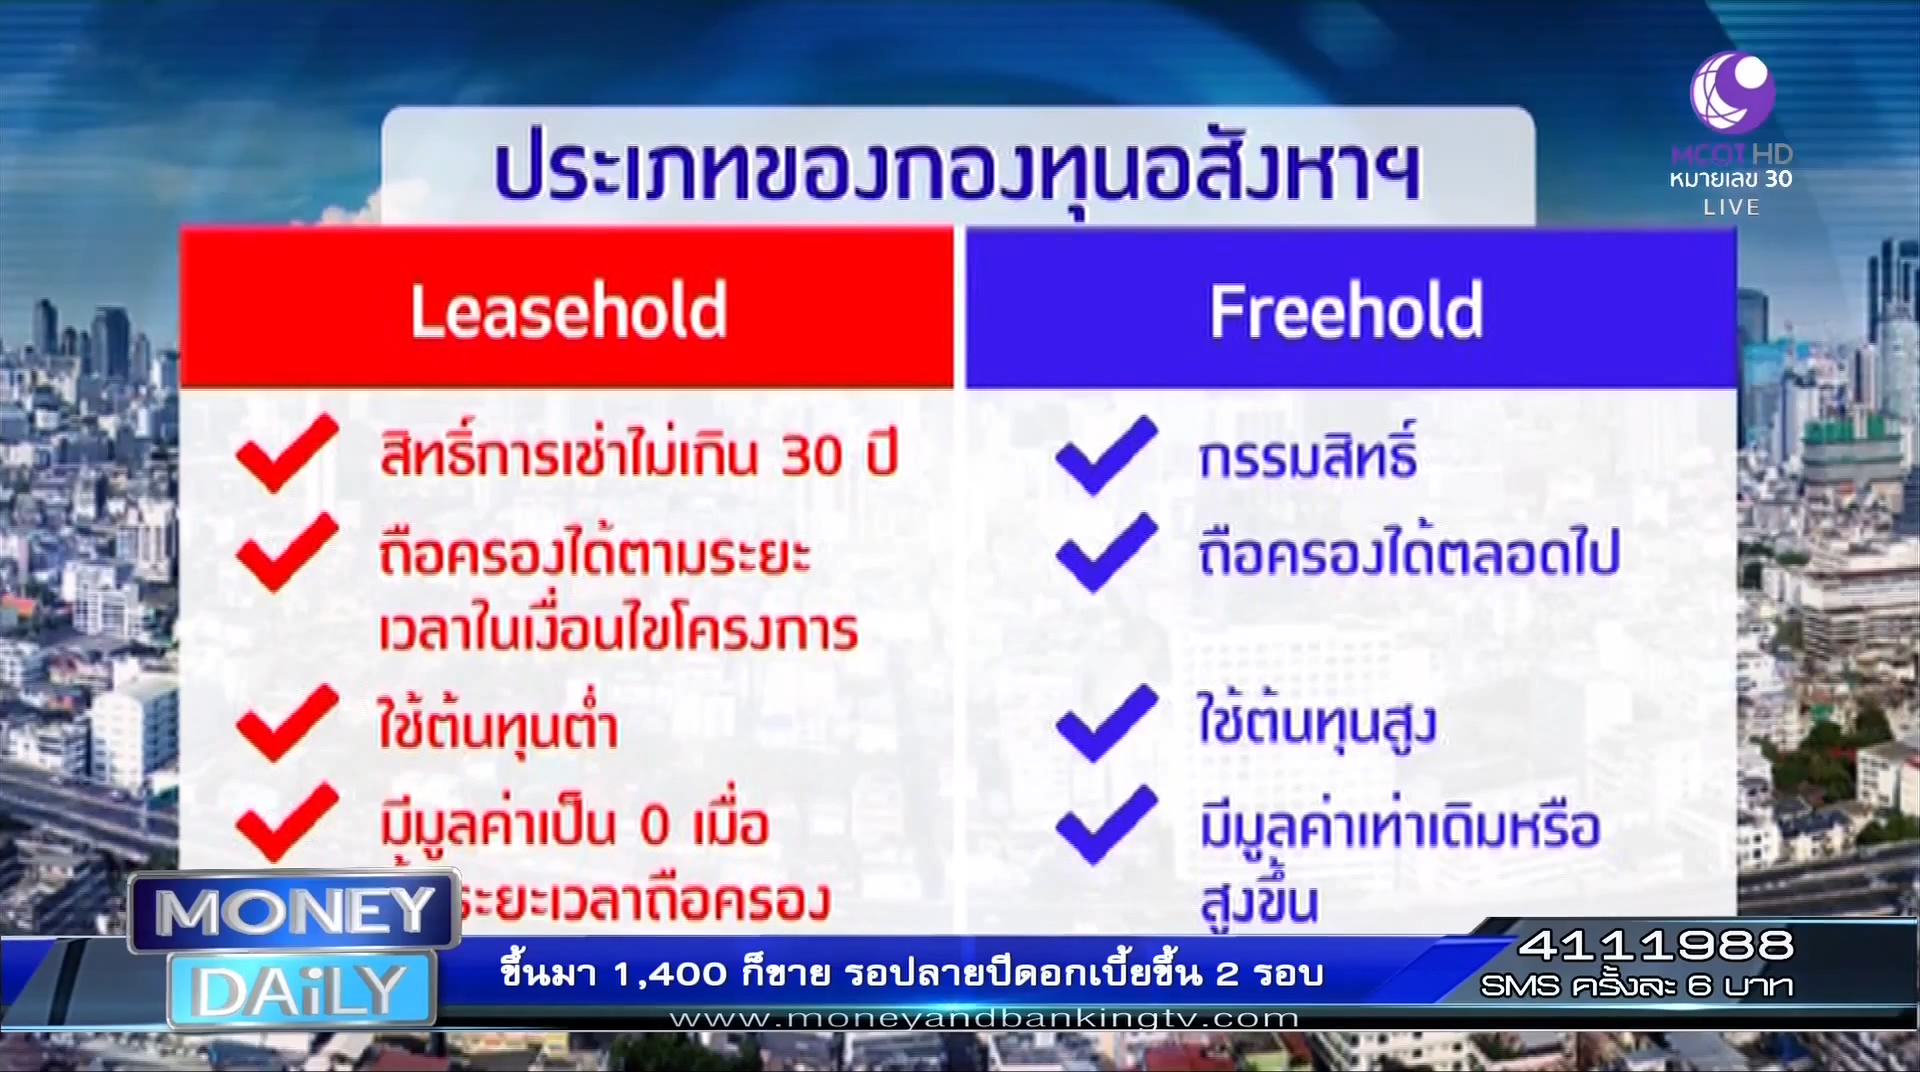 ประเภทของกองทุนอสังหาฯ
MCOT HD
หมายเลข 30
LIVE
Leasehold
สิทธิ์การเช่าไม่เกิน 30 ปี
ถือครองได้ตามระยะ
เวลาในเงื่อนไขโครงการ
ใช้ต้นทุนต่ำ
มีมูลค่าเป็น 0 เมื่อ
ระยะเวลาถือครอง
Freehold
กรรมสิทธิ์
ถือครองได้ตลอดไป
ใช้ต้นทุนสูง
มีมูลค่าเท่าเดิมหรือ
สูงขึ้น
MONEY
DAiLY
ขึ้นมา 1,400 ก็ขาย รอปลายปีดอกเบี้ยขึ้น 2 รอบ
4111988
SMS ครั้งละ 6 บาท
www.moneyandbankingtv.com